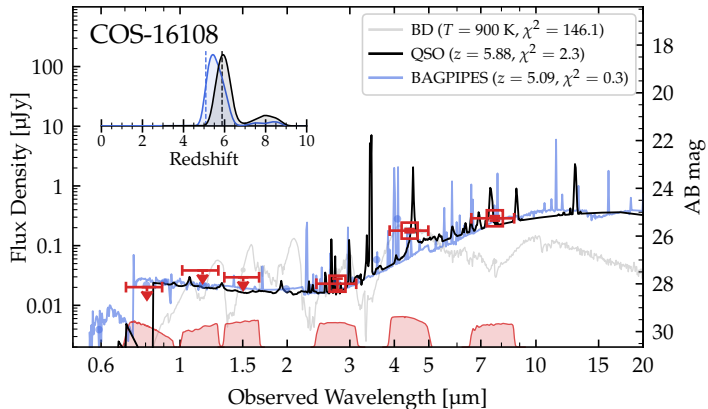 COS-16108
BD (T = 900 K, χ² = 146.1)
QSO (z = 5.88, χ² = 2.3)
BAGPIPES (z = 5.09, χ² = 0.3)
0 2 4 6 8 10
Redshift
Flux Density [µJy]
100
10
1
0.1
0.01
AB mag
18
20
22
24
26
28
30
0.6 1 1.5 2 3 4 5 6 8 10 15 20
Observed Wavelength [µm]